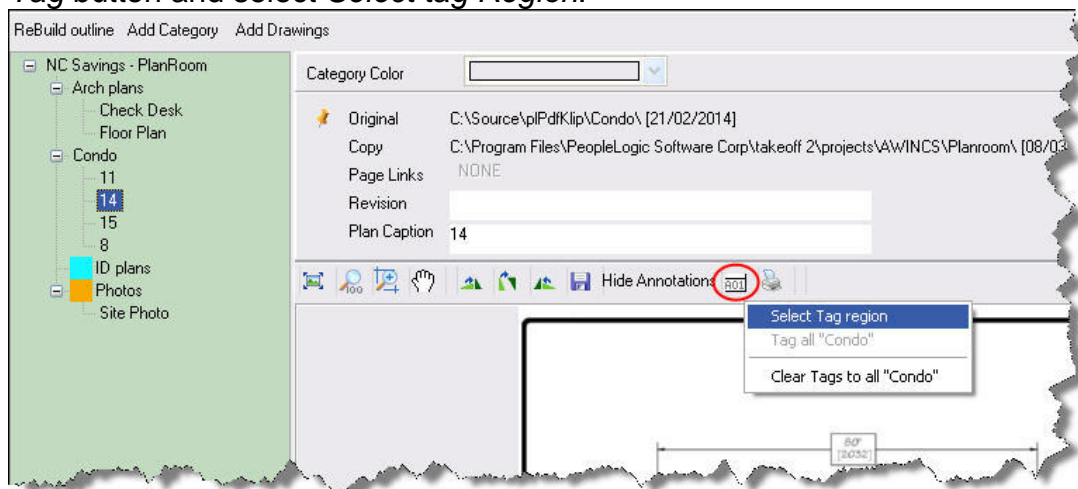 Tag button and select Select tag Region.
ReBuild outline Add Category Add Drawings
NC Savings - PlanRoom
Arch plans
Check Desk
Floor Plan
Condo
11
14
15
8
ID plans
Photos
Site Photo
Category Color
Original C:\Source\plPdfKlip\Condo\ [21/02/2014]
Copy C:\Program Files\PeopleLogic Software Corp\takeoff 2\projects\AWINCS\Planroom\ [08/03
Page Links NONE
Revision
Plan Caption 14
100 Hide Annotations A01
Select Tag region
Tag all "Condo"
Clear Tags to all "Condo"
80"
[2032]